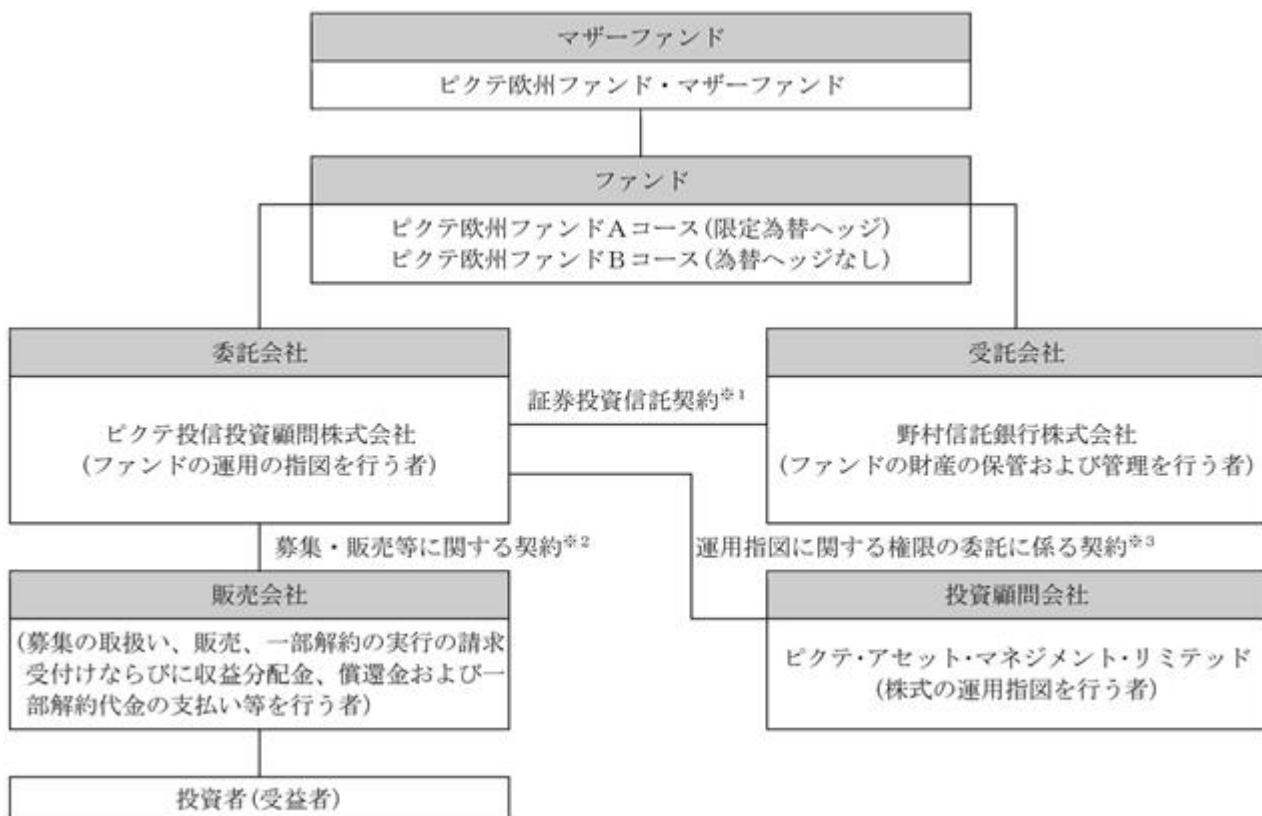 マザーファンド
ピクテ欧州ファンド・マザーファンド
ファンド
ピクテ欧州ファンドAコース(限定為替ヘッジ)
ピクテ欧州ファンドBコース(為替ヘッジなし)
委託会社
ピクテ投信投資顧問株式会社
(ファンドの運用の指図を行う者)
証券投資信託契約※1
受託会社
野村信託銀行株式会社
(ファンドの財産の保管および管理を行う者)
募集・販売等に関する契約※2
運用指図に関する権限の委託に係る契約※3
販売会社
(募集の取扱い、販売、一部解約の実行の請求
受付けならびに収益分配金、償還金および一
部解約代金の支払い等を行う者)
投資顧問会社
ピクテ・アセット・マネジメント・リミテッド
(株式の運用指図を行う者)
投資者(受益者)